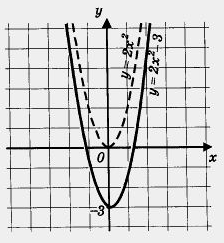 y
y = 2x²
y = 2x² − 3
0
x
−3